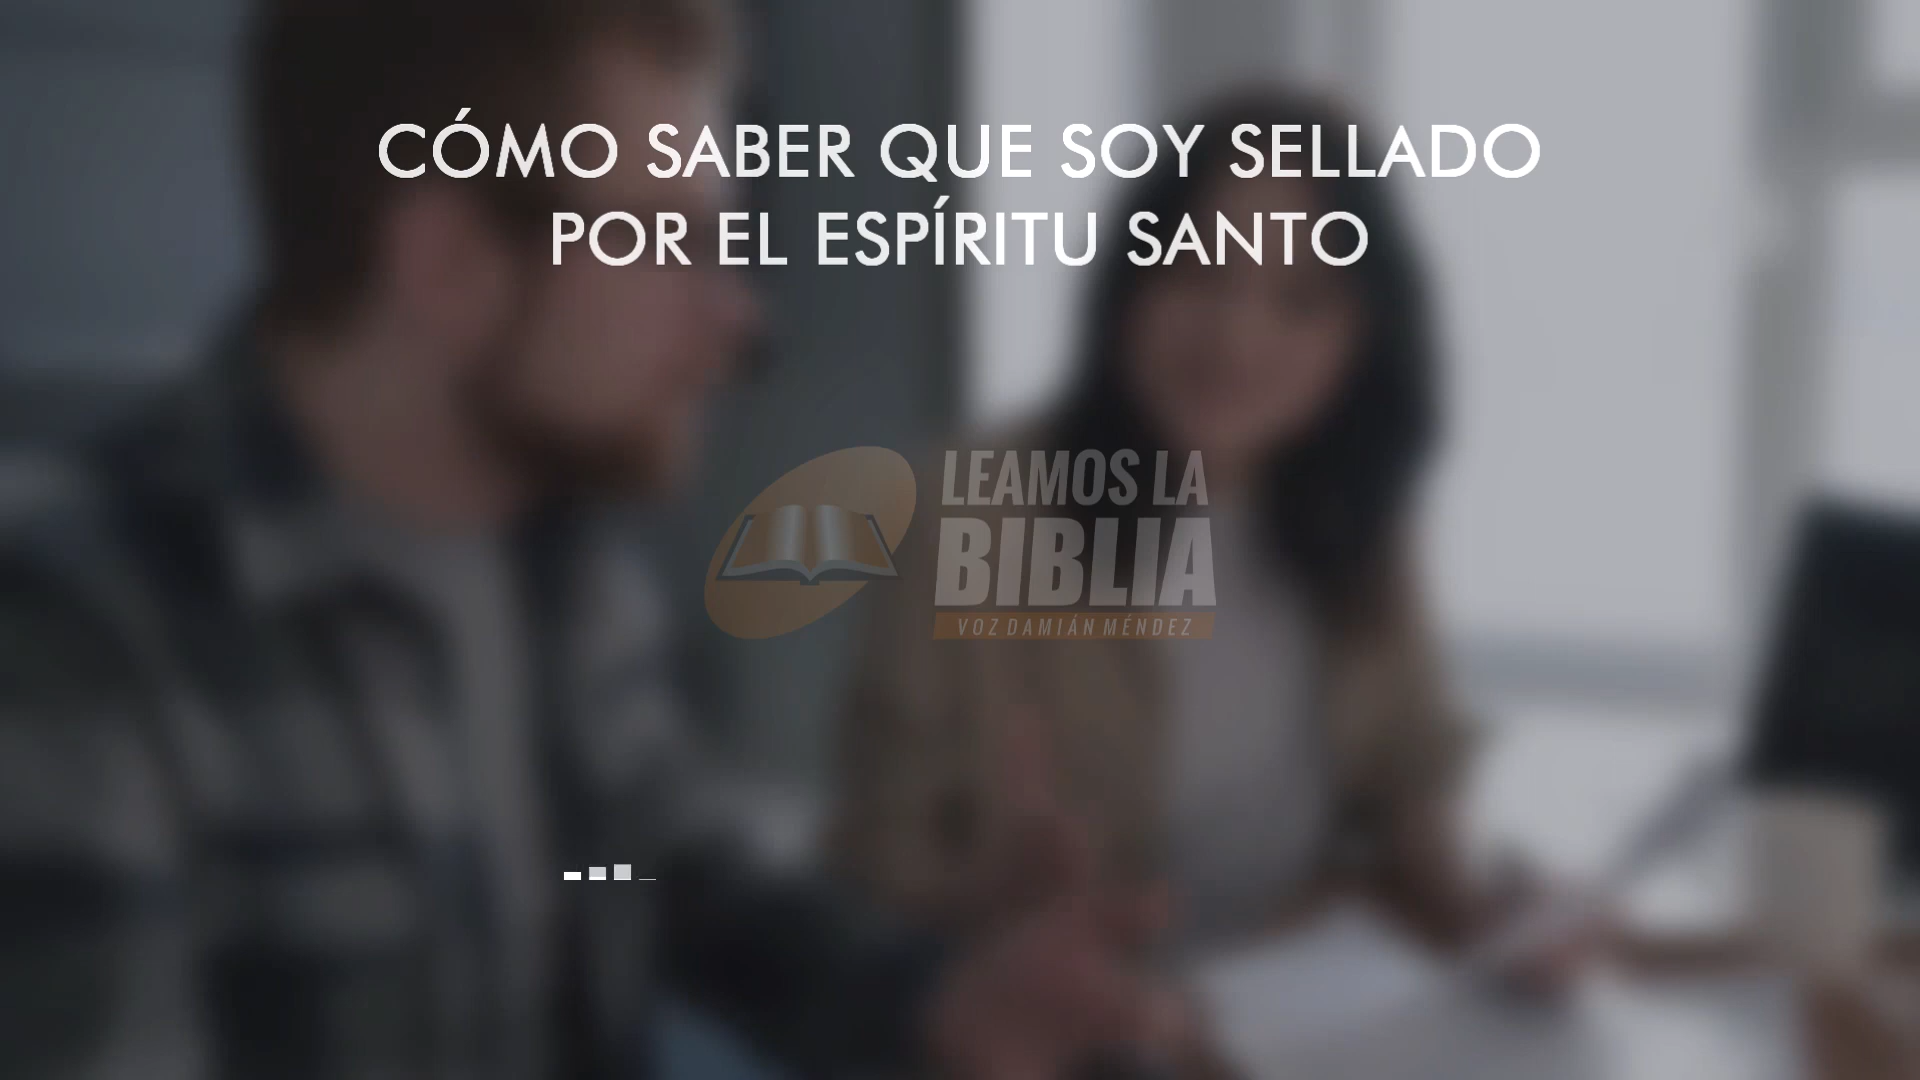 CÓMO SABER QUE SOY SELLADO
POR EL ESPÍRITU SANTO
LEAMOS LA
BIBLIA
VOZ DAMIÁN MÉNDEZ